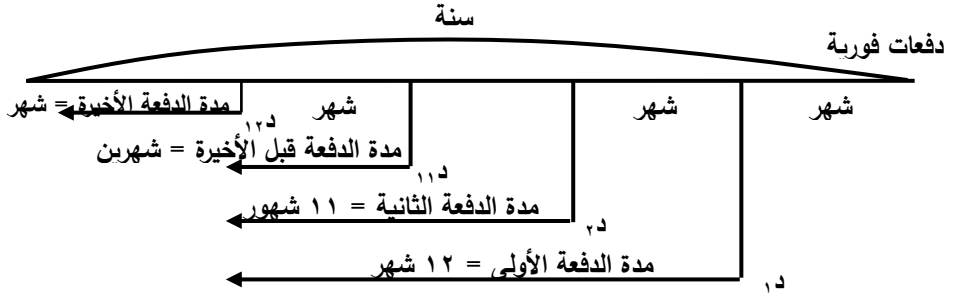 سنة
دفعات فورية
شهر
شهر
شهر
مدة الدفعة الأخيرة = شهر
د١٢
مدة الدفعة قبل الأخيرة = شهرين
د١١
مدة الدفعة الثانية = ١١ شهور
د٢
مدة الدفعة الأولى = ١٢ شهر
د١